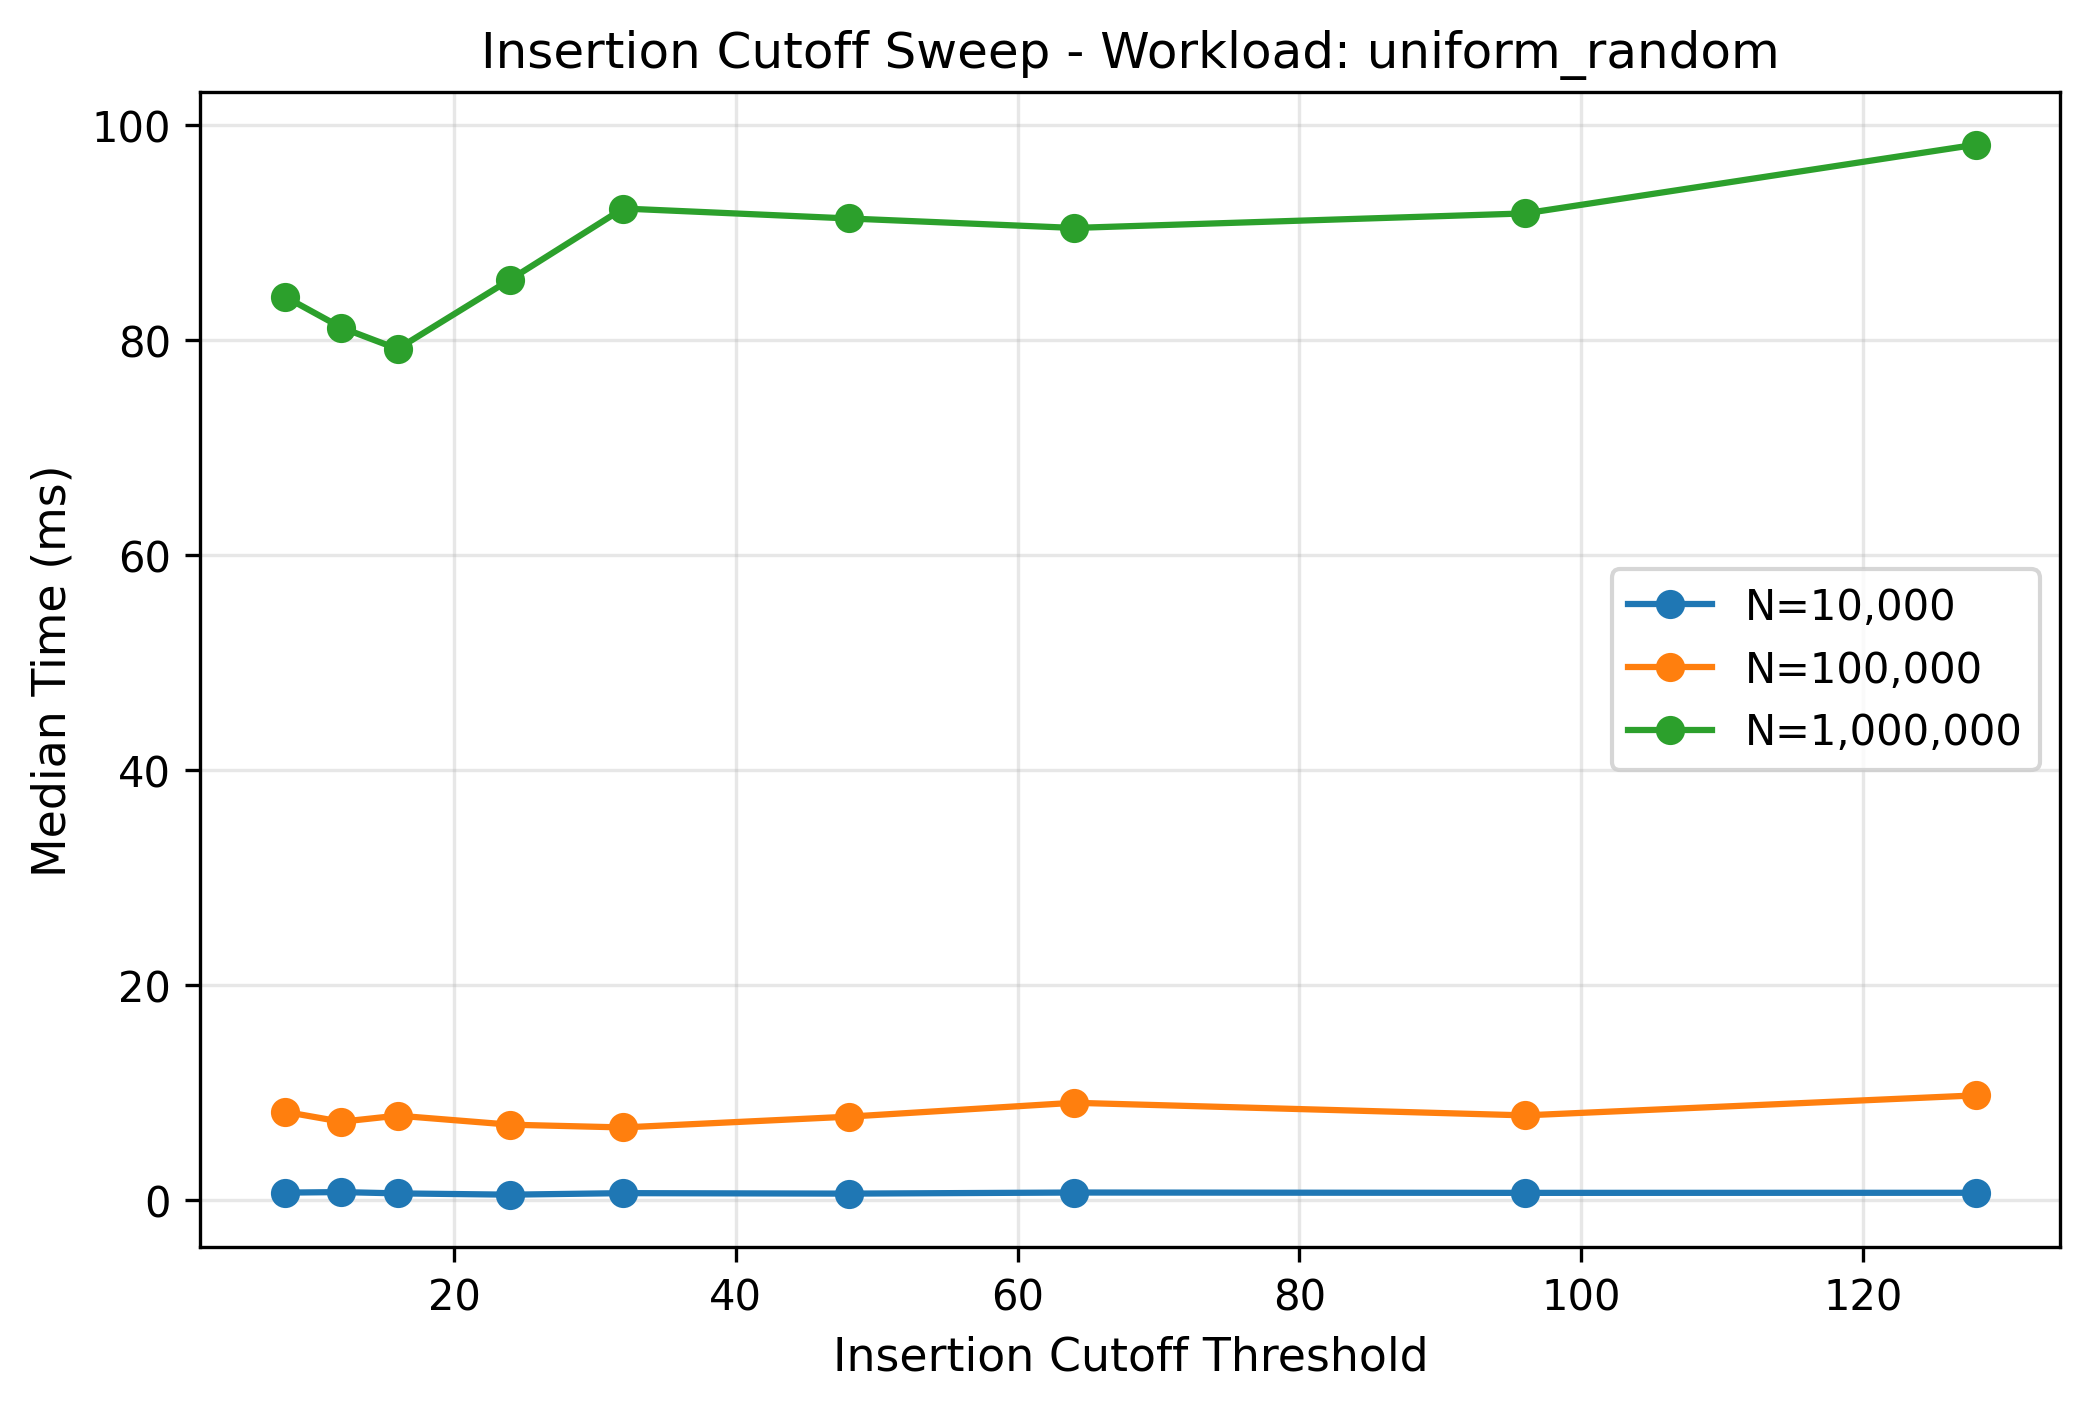 Insertion Cutoff Sweep - Workload: uniform_random
100
80
60
40
20
0
Median Time (ms)
N=10,000
N=100,000
N=1,000,000
20 40 60 80 100 120
Insertion Cutoff Threshold